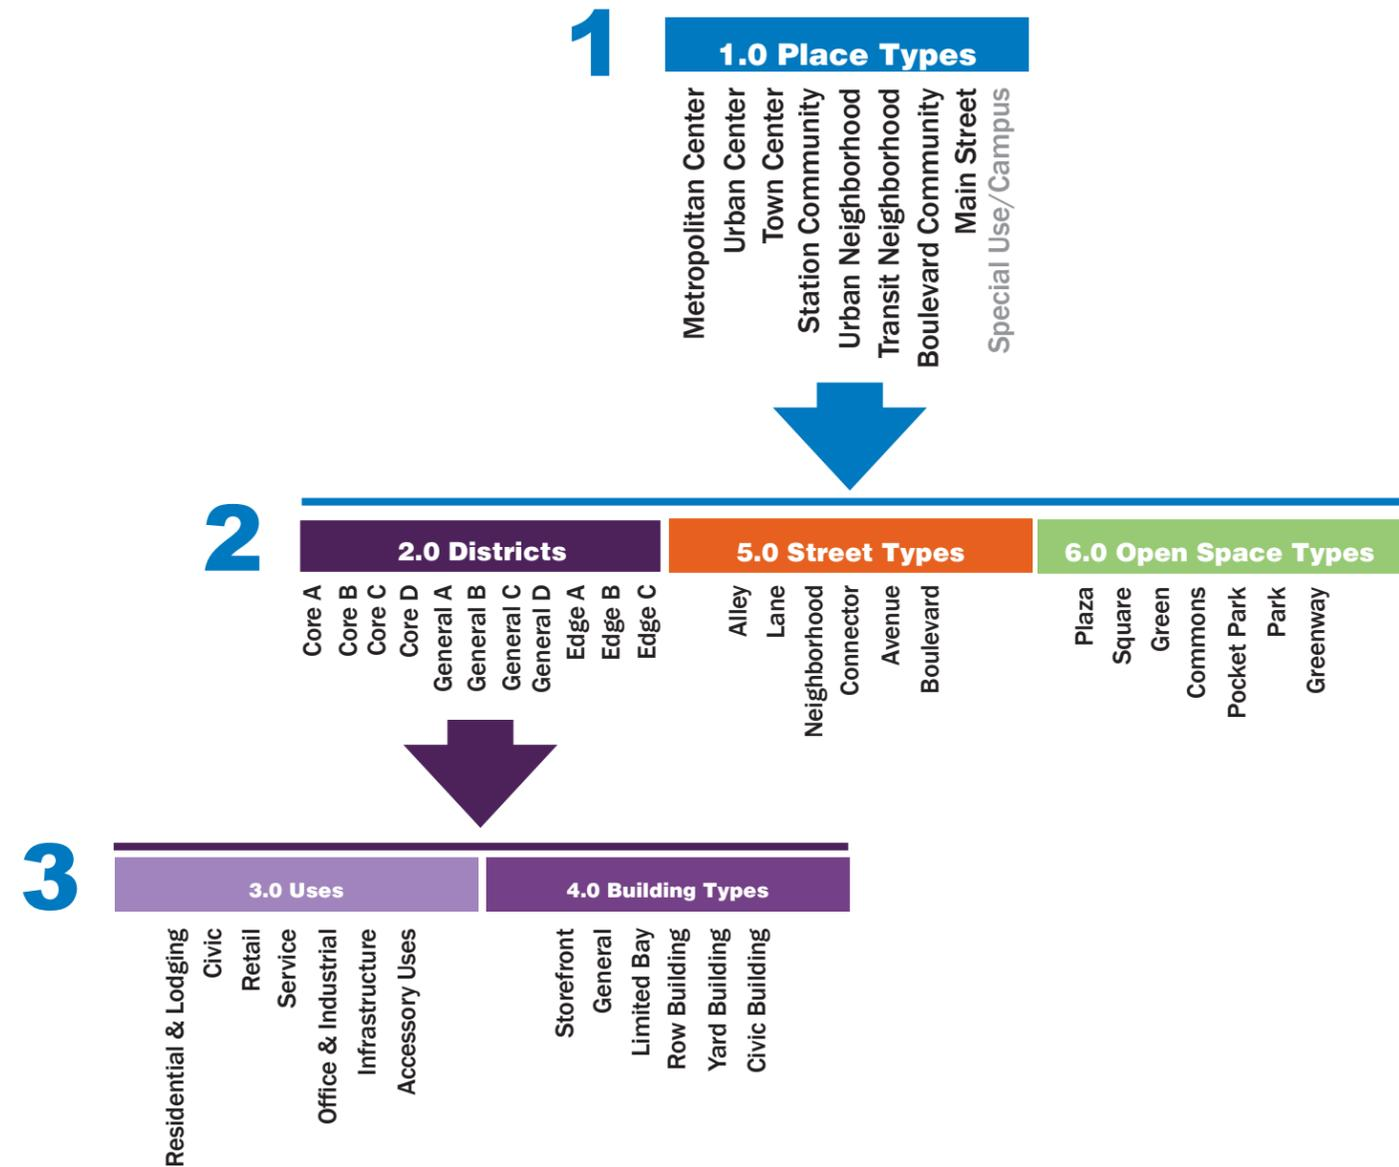 1
1.0 Place Types
Metropolitan Center
Urban Center
Town Center
Station Community
Urban Neighborhood
Transit Neighborhood
Boulevard Community
Main Street
Special Use/Campus
2
2.0 Districts
Core A
Core B
Core C
Core D
General A
General B
General C
General D
Edge A
Edge B
Edge C
5.0 Street Types
Alley
Lane
Neighborhood
Connector
Avenue
Boulevard
6.0 Open Space Types
Plaza
Square
Green
Commons
Pocket Park
Park
Greenway
3
3.0 Uses
Residential & Lodging
Civic
Retail
Service
Office & Industrial
Infrastructure
Accessory Uses
4.0 Building Types
Storefront
General
Limited Bay
Row Building
Yard Building
Civic Building